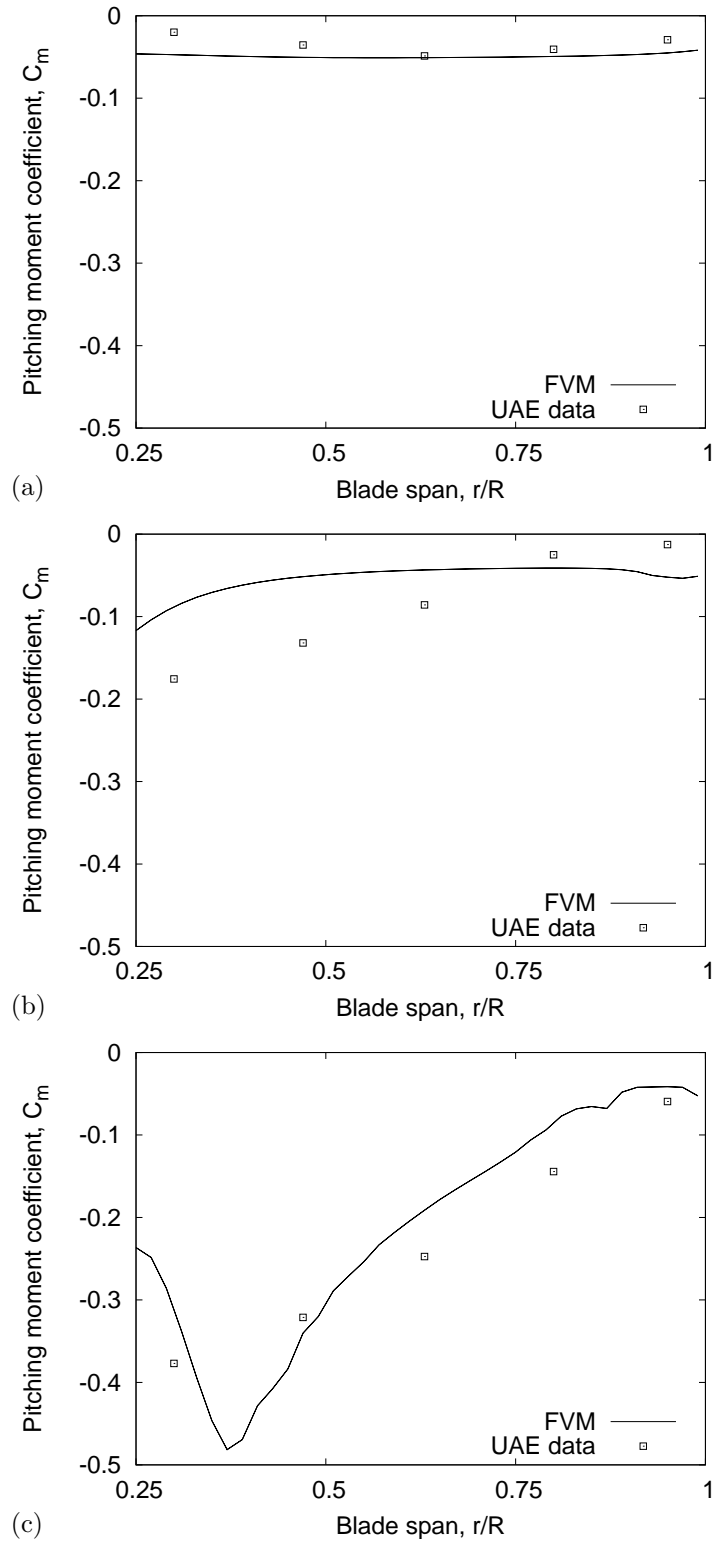 Pitching moment coefficient, Cm
0
-0.1
-0.2
-0.3
-0.4
-0.5
0.25
0.5
0.75
1
FVM
UAE data
Blade span, r/R
(a)
Pitching moment coefficient, Cm
0
-0.1
-0.2
-0.3
-0.4
-0.5
0.25
0.5
0.75
1
FVM
UAE data
Blade span, r/R
(b)
Pitching moment coefficient, Cm
0
-0.1
-0.2
-0.3
-0.4
-0.5
0.25
0.5
0.75
1
FVM
UAE data
Blade span, r/R
(c)